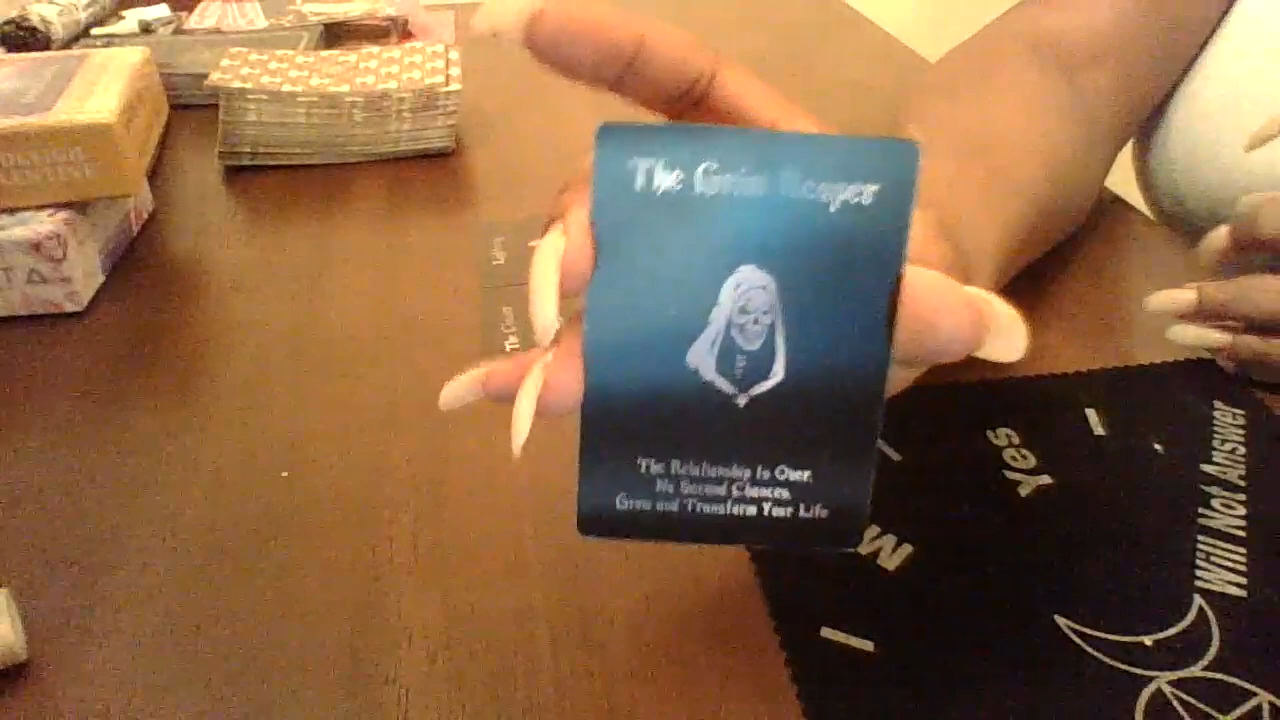 The Grim Reaper
The Relationship Is Over.
No Second Chances.
Grow and Transform Your Life
Yes
Will Not Answer
M